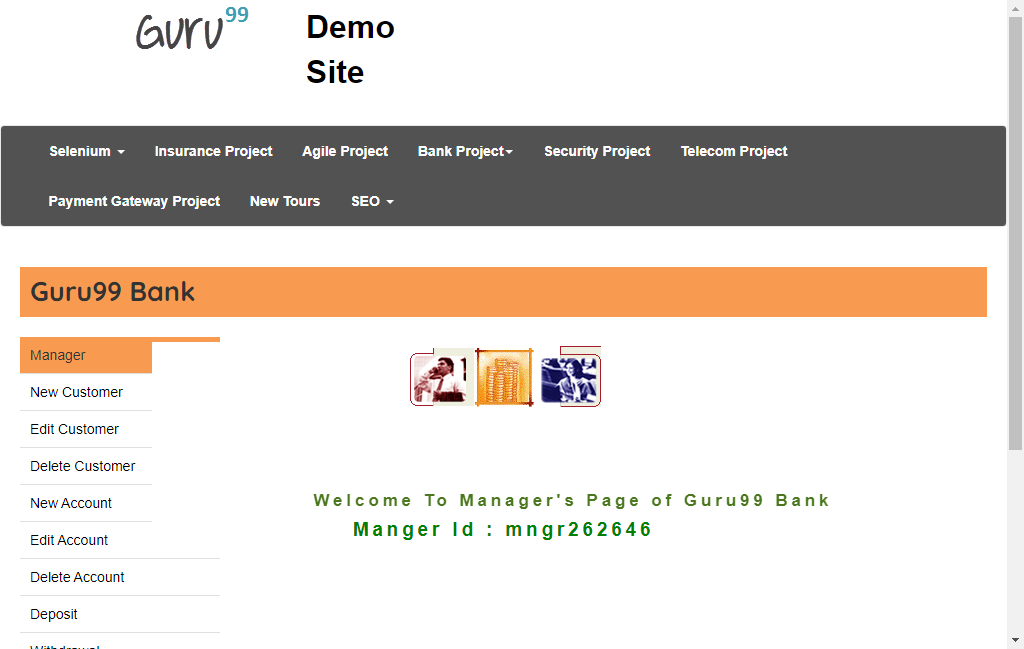 Guru99
Demo
Site
Selenium
Insurance Project
Agile Project
Bank Project
Security Project
Telecom Project
Payment Gateway Project
New Tours
SEO
Guru99 Bank
Manager
New Customer
Edit Customer
Delete Customer
New Account
Edit Account
Delete Account
Deposit
Withdrawal
Welcome To Manager's Page of Guru99 Bank
Manger Id : mngr262646